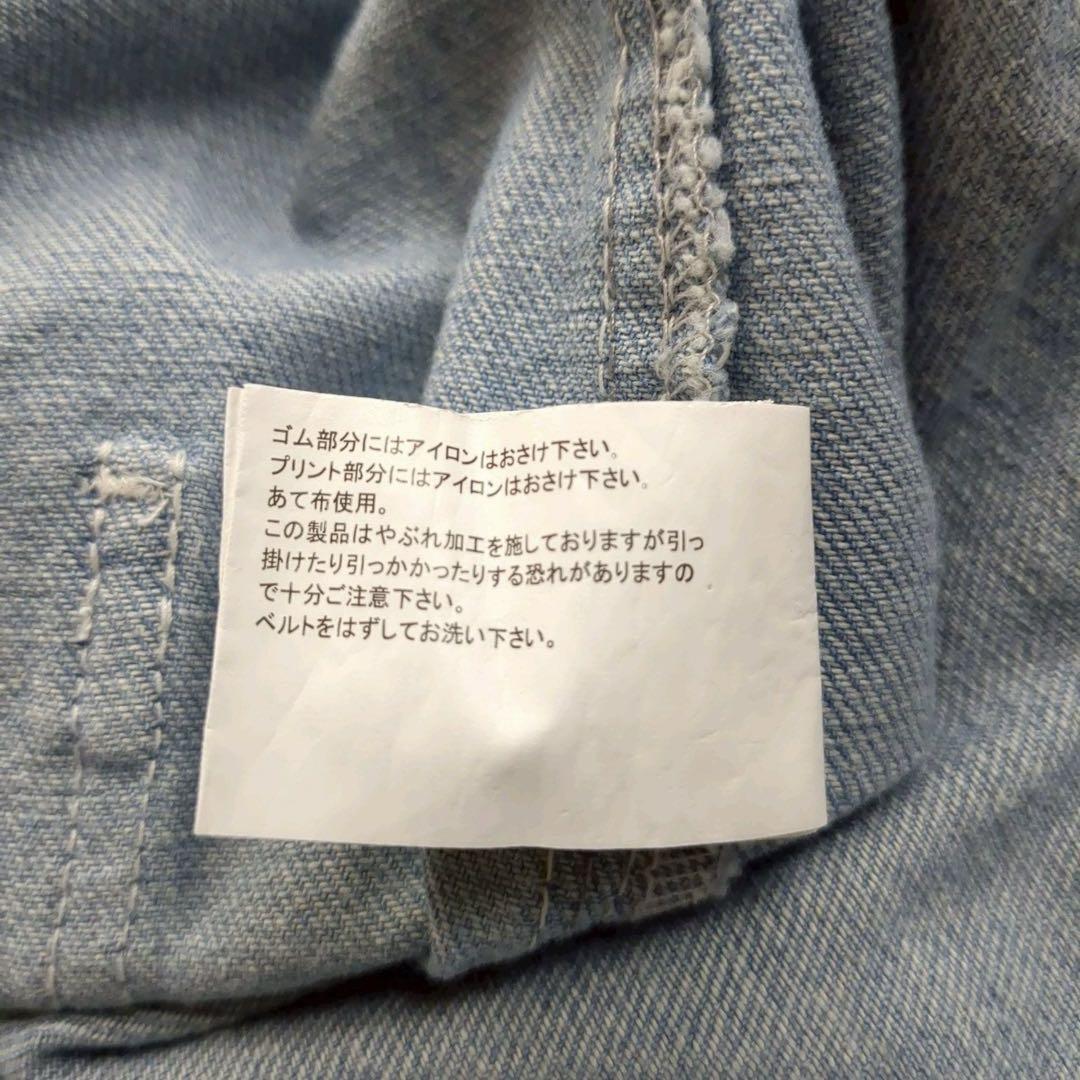 ゴム部分にはアイロンはおさけ下さい。
プリント部分にはアイロンはおさけ下さい。
あて布使用。
この製品はやぶれ加工を施しておりますが引っ
掛けたり引っかかったりする恐れがありますの
で十分ご注意下さい。
ベルトをはずしてお洗い下さい。